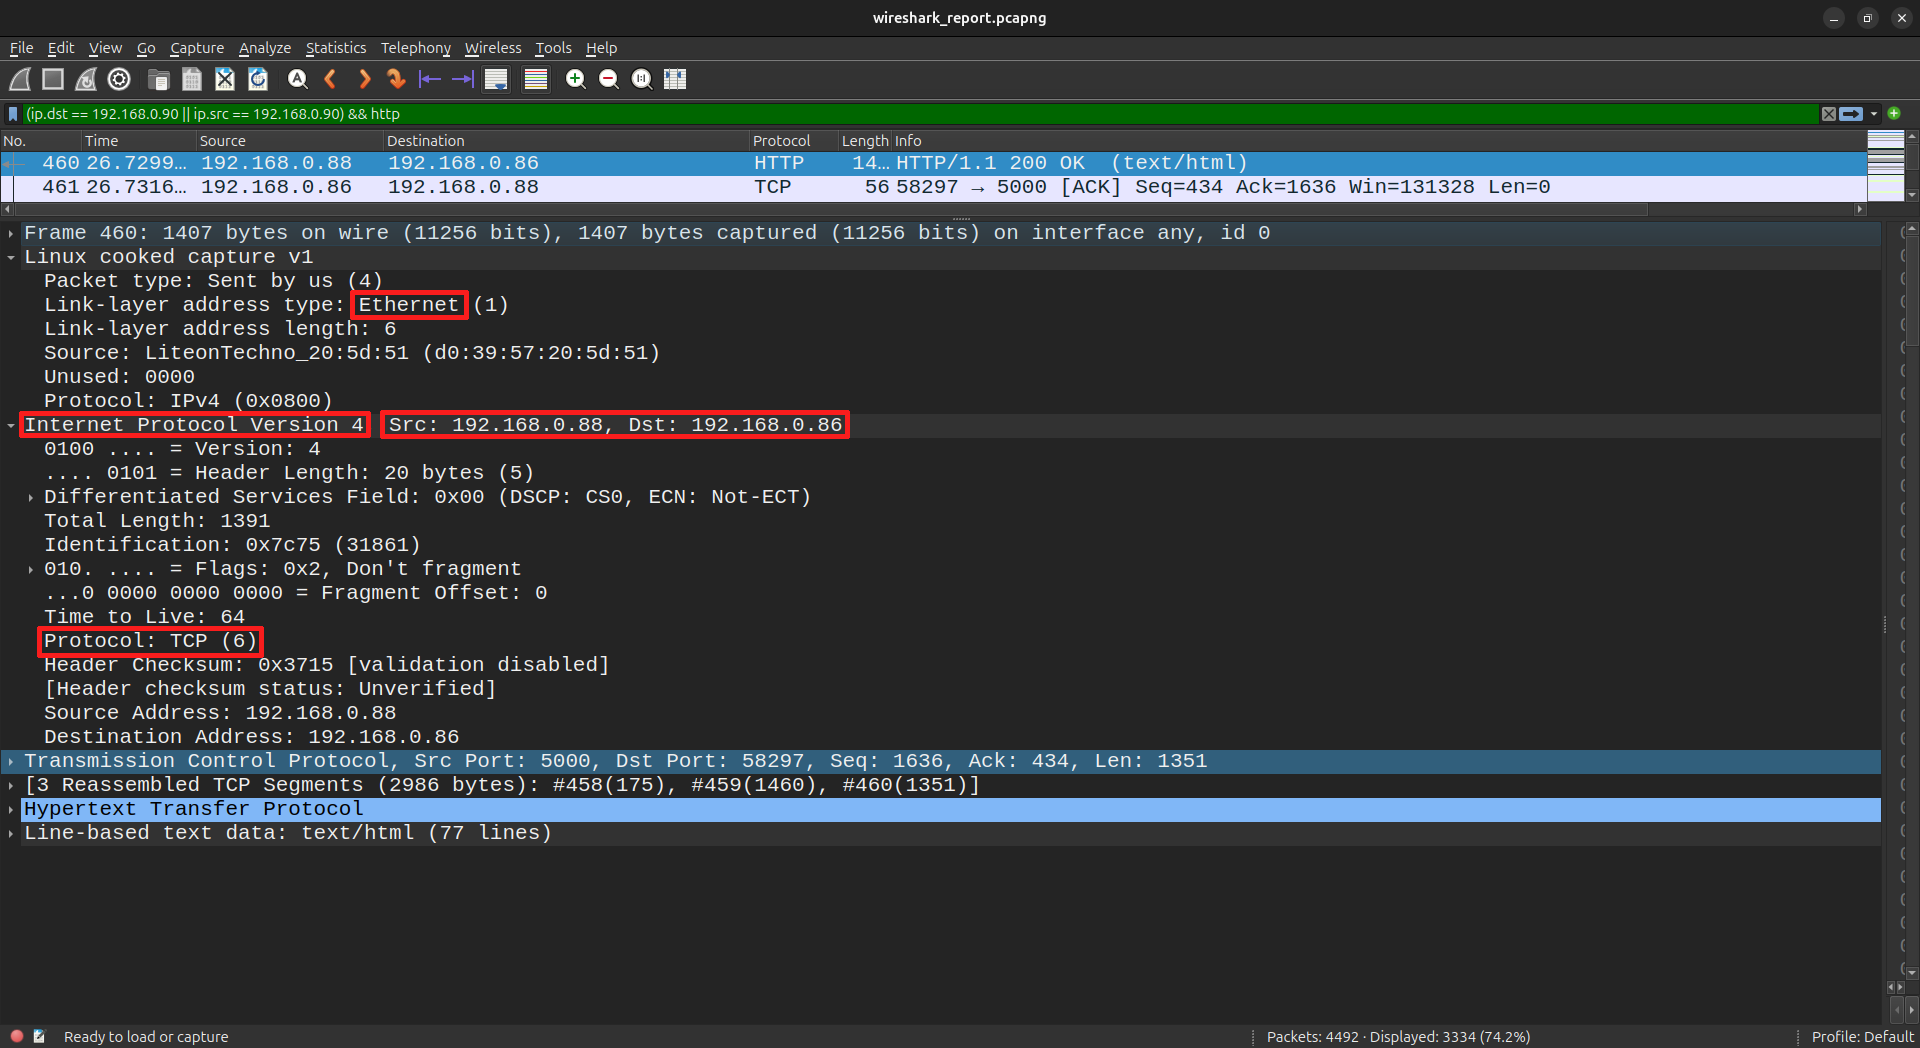 wireshark_report.pcapng
File Edit View Go Capture Analyze Statistics Telephony Wireless Tools Help
(ip.dst == 192.168.0.90 || ip.src == 192.168.0.90) && http
No. Time Source Destination Protocol Length Info
460 26.7299… 192.168.0.88 192.168.0.86 HTTP 14… HTTP/1.1 200 OK (text/html)
461 26.7316… 192.168.0.86 192.168.0.88 TCP 56 58297 → 5000 [ACK] Seq=434 Ack=1636 Win=131328 Len=0
Frame 460: 1407 bytes on wire (11256 bits), 1407 bytes captured (11256 bits) on interface any, id 0
Linux cooked capture v1
Packet type: Sent by us (4)
Link-layer address type: Ethernet (1)
Link-layer address length: 6
Source: LiteonTechno_20:5d:51 (d0:39:57:20:5d:51)
Unused: 0000
Protocol: IPv4 (0x0800)
Internet Protocol Version 4 Src: 192.168.0.88, Dst: 192.168.0.86
0100 .... = Version: 4
.... 0101 = Header Length: 20 bytes (5)
Differentiated Services Field: 0x00 (DSCP: CS0, ECN: Not-ECT)
Total Length: 1391
Identification: 0x7c75 (31861)
010. .... = Flags: 0x2, Don't fragment
...0 0000 0000 0000 = Fragment Offset: 0
Time to Live: 64
Protocol: TCP (6)
Header Checksum: 0x3715 [validation disabled]
[Header checksum status: Unverified]
Source Address: 192.168.0.88
Destination Address: 192.168.0.86
Transmission Control Protocol, Src Port: 5000, Dst Port: 58297, Seq: 1636, Ack: 434, Len: 1351
[3 Reassembled TCP Segments (2986 bytes): #458(175), #459(1460), #460(1351)]
Hypertext Transfer Protocol
Line-based text data: text/html (77 lines)
Ready to load or capture
Packets: 4492 · Displayed: 3334 (74.2%)
Profile: Default